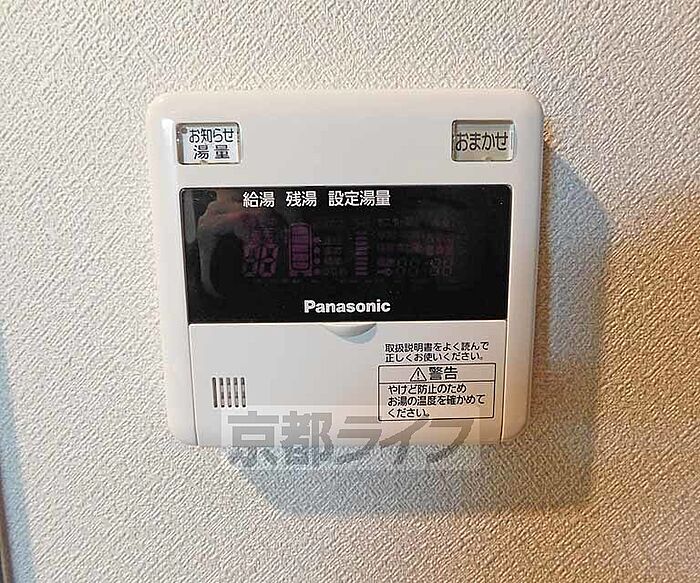 お知らせ
湯量
おまかせ
給湯 残湯 設定湯量
Panasonic
取扱説明書をよく読んで
正しくお使いください。
⚠警告
やけど防止のため
お湯の温度を確かめて
ください。
京都ライフ